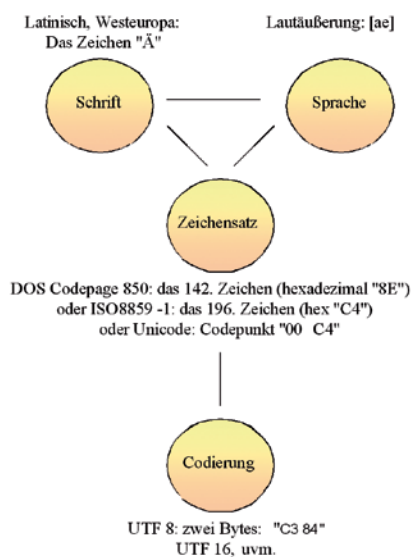 Latinisch, Westeuropa:
Das Zeichen "Ä"
Lautäußerung: [ae]
Schrift
Sprache
Zeichensatz
DOS Codepage 850: das 142. Zeichen (hexadezimal "8E")
oder ISO8859 -1: das 196. Zeichen (hex "C4")
oder Unicode: Codepunkt "00 C4"
Codierung
UTF 8: zwei Bytes: "C3 84"
UTF 16, uvm.